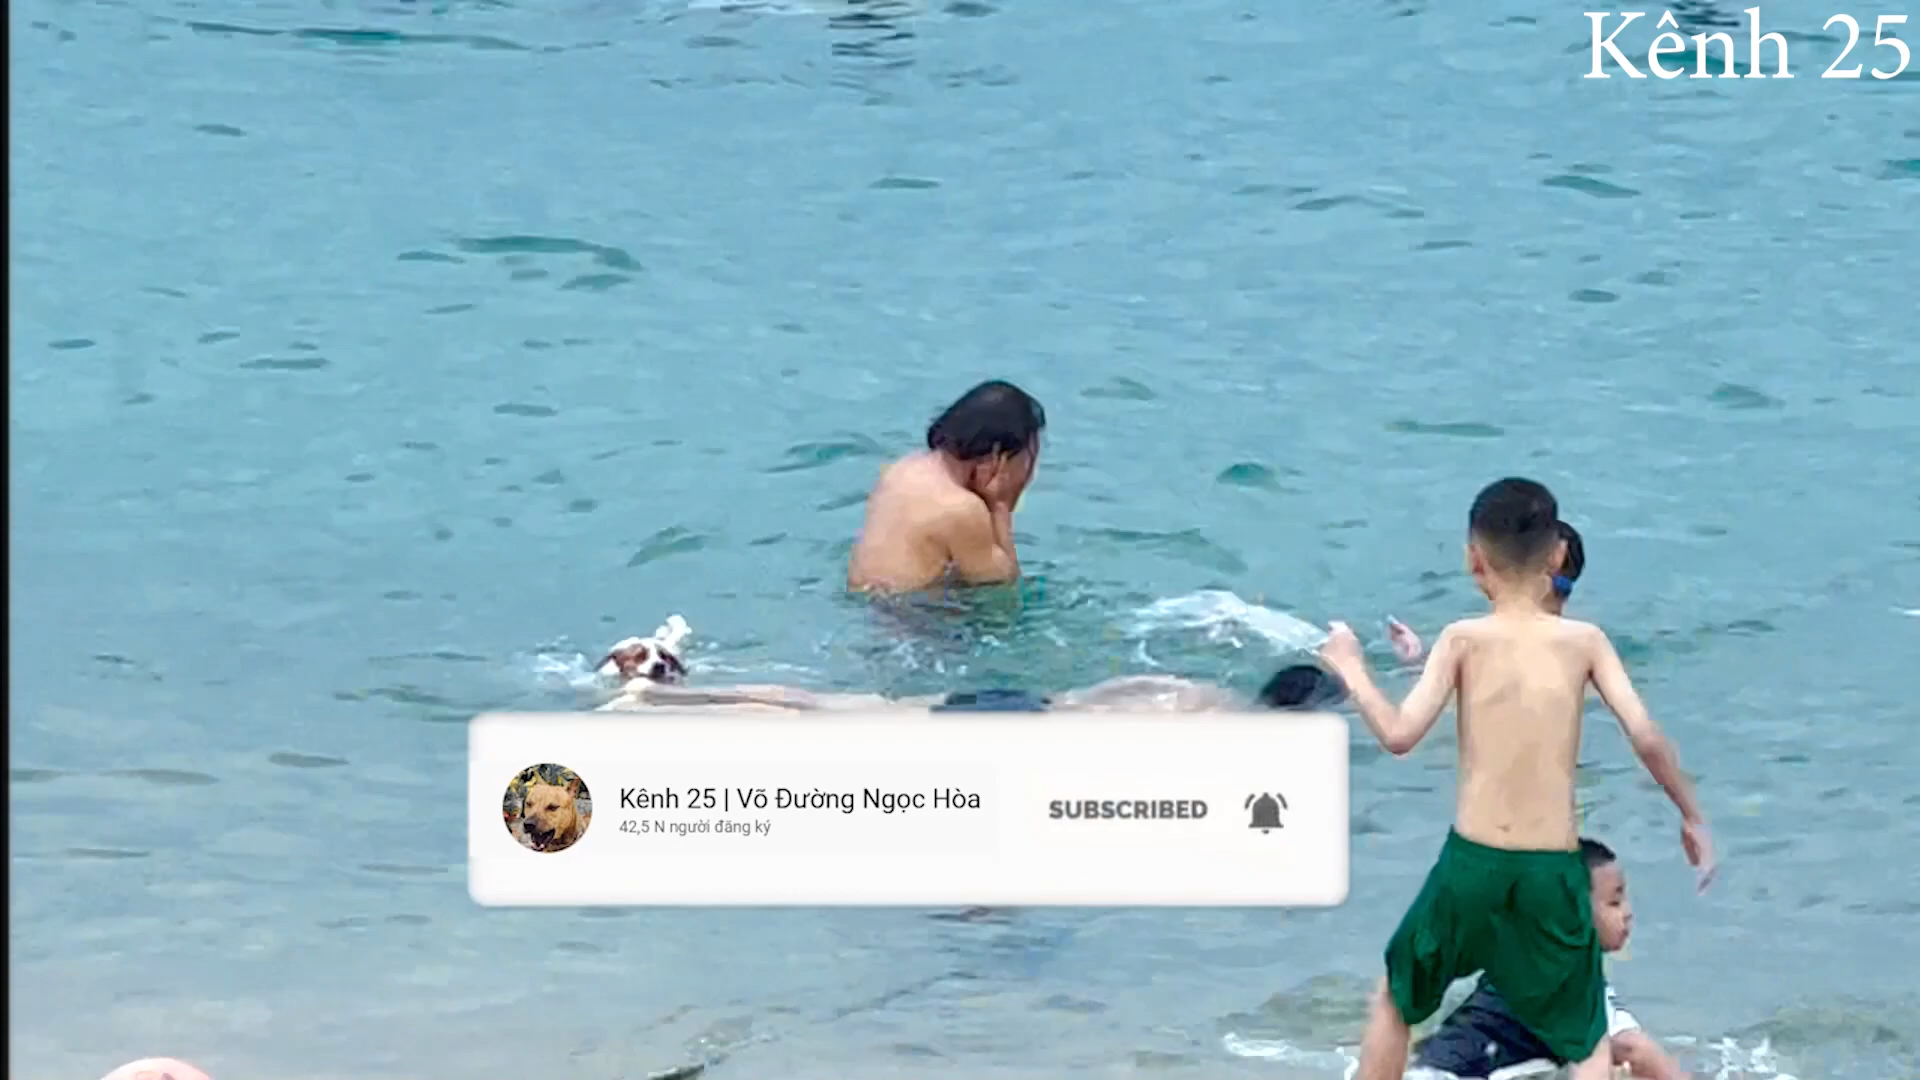 Kênh 25
Kênh 25 | Võ Đường Ngọc Hòa
42,5 N người đăng ký
SUBSCRIBED